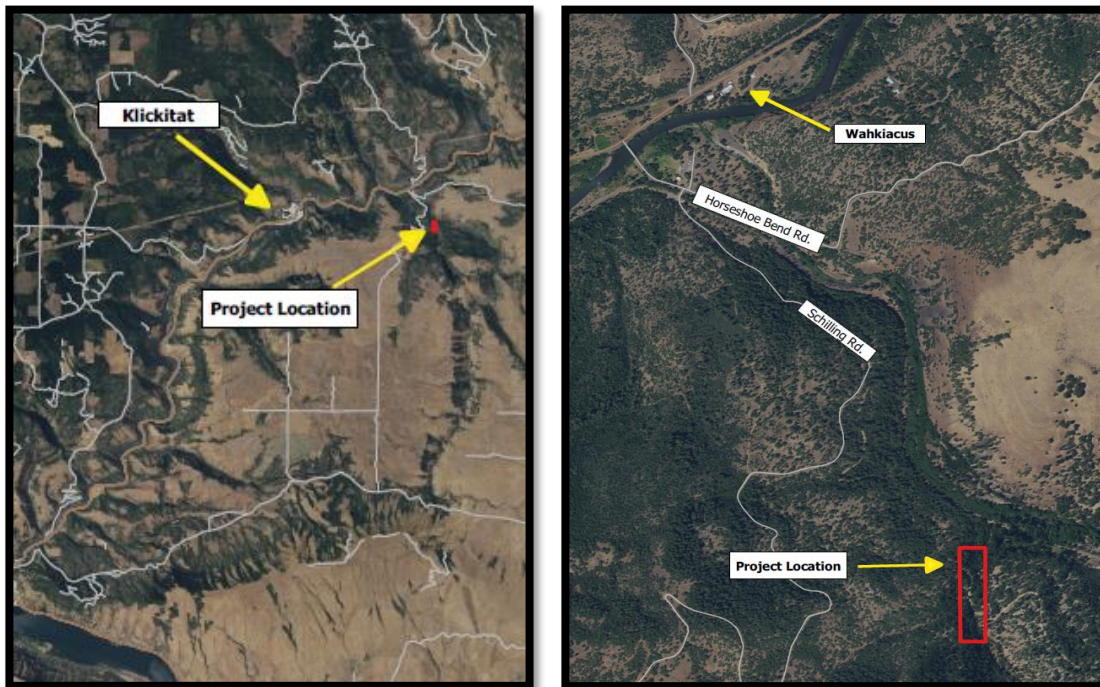 Klickitat
Project Location
Wahkiacus
Horseshoe Bend Rd.
Schilling Rd.
Project Location